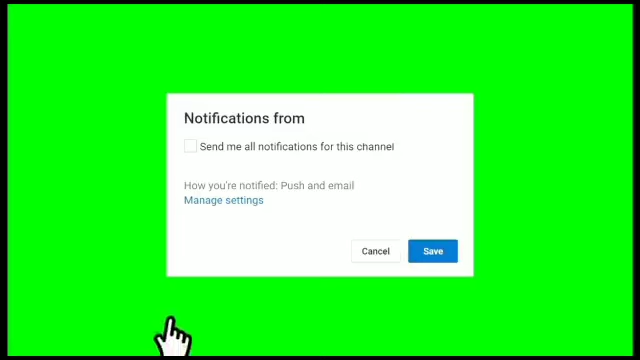 Notifications from
Send me all notifications for this channel
How you're notified: Push and email
Manage settings
Cancel
Save